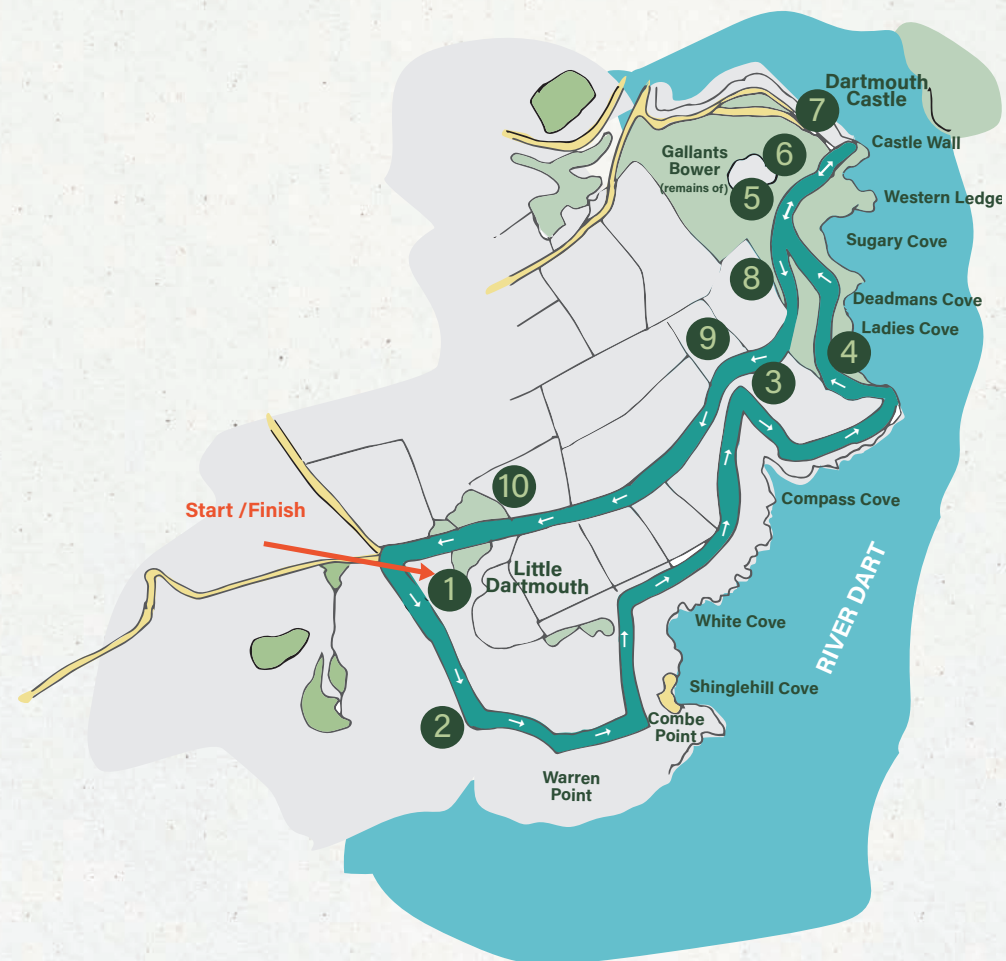 Dartmouth
Castle
7
Castle Wall
6
Gallants
Bower
(remains of)
5
Western Ledge
Sugary Cove
8
Deadmans Cove
Ladies Cove
9
4
3
10
Compass Cove
Start /Finish
1
Little
Dartmouth
RIVER DART
White Cove
Shinglehill Cove
2
Combe
Point
Warren
Point